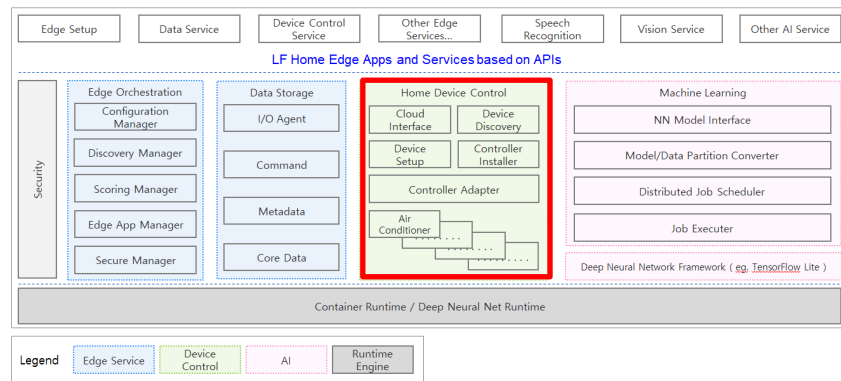 Edge Setup
Data Service
Device Control
Service
Other Edge
Services...
Speech
Recognition
Vision Service
Other AI Service
LF Home Edge Apps and Services based on APIs
Security
Edge Orchestration
Configuration
Manager
Discovery Manager
Scoring Manager
Edge App Manager
Secure Manager
Data Storage
I/O Agent
Command
Metadata
Core Data
Home Device Control
Cloud
Interface
Device
Discovery
Device
Setup
Controller
Installer
Controller Adapter
Air
Conditioner
........
........
........
Machine Learning
NN Model Interface
Model/Data Partition Converter
Distributed Job Scheduler
Job Executer
Deep Neural Network Framework ( eg. TensorFlow Lite )
Container Runtime / Deep Neural Net Runtime
Legend
Edge Service
Device
Control
AI
Runtime
Engine